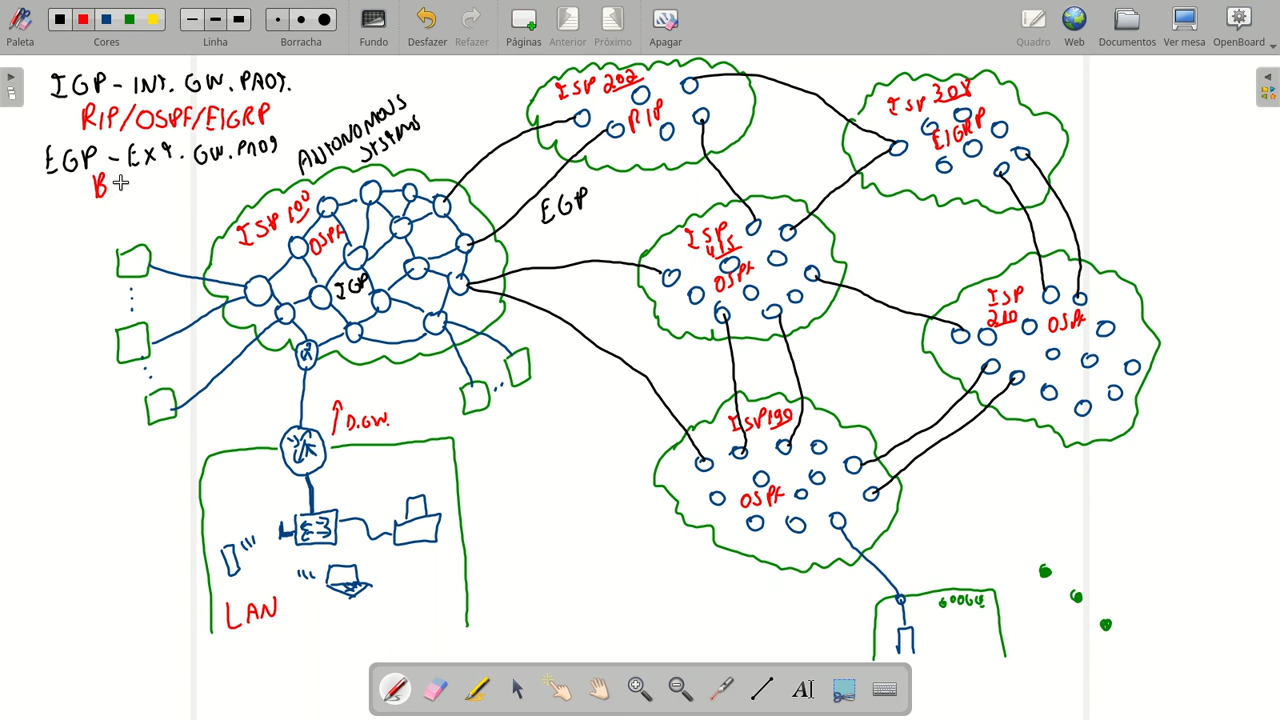 Paleta
Cores
Linha
Borracha
Fundo
Desfazer
Refazer
Páginas
Anterior
Próximo
Apagar
Quadro
Web
Documentos
Ver mesa
OpenBoard
IGP - INT. GW. PROT.
RIP/OSPF/EIGRP
EGP - EXT. GW. PROT
B
AUTONOMOUS
SYSTEMS
ISP 100
OSPF
IGP
EGP
ISP 202
RIP
ISP 308
EIGRP
ISP
415
OSPF
ISP
210
OSPF
ISP 190
OSPF
D.GW.
LAN
GOOGLE
AI